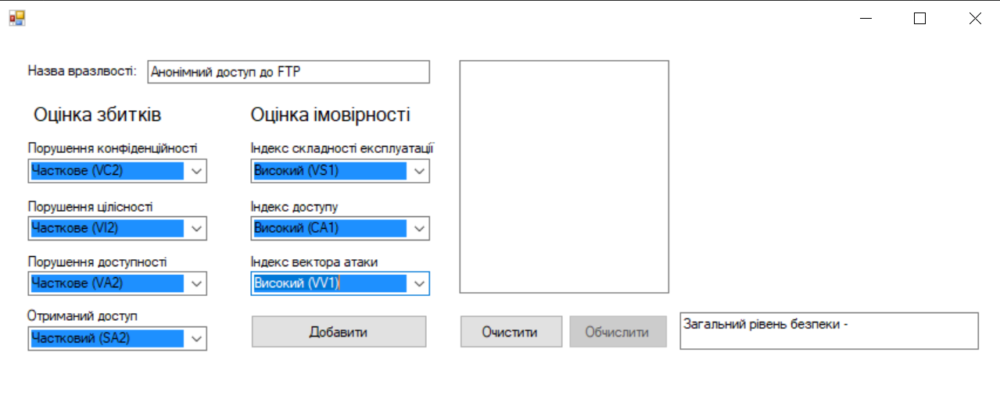 Назва вразлвості:
Анонімний доступ до FTP
Оцінка збитків
Оцінка імовірності
Порушення конфіденційності
Часткове (VC2)
Індекс складності експлуатації
Високий (VS1)
Порушення цілісності
Часткове (VI2)
Індекс доступу
Високий (CA1)
Порушення доступності
Часткове (VA2)
Індекс вектора атаки
Високий (VV1)
Отриманий доступ
Частковий (SA2)
Добавити
Очистити
Обчислити
Загальний рівень безпеки -